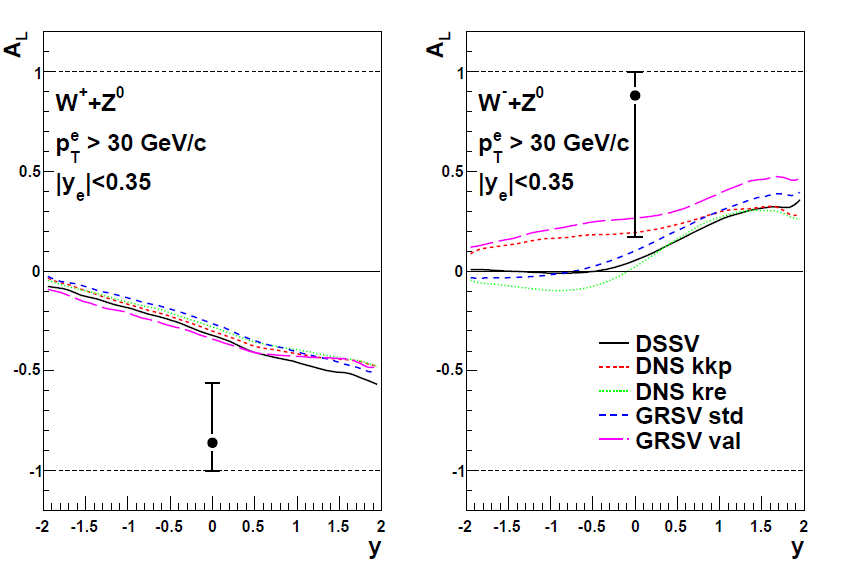 A_L
1
0.5
0
-0.5
-1
W^+ +Z^0
p_T^e > 30 GeV/c
|y_e|<0.35
-2 -1.5 -1 -0.5 0 0.5 1 1.5 2
y
A_L
1
0.5
0
-0.5
-1
W^- +Z^0
p_T^e > 30 GeV/c
|y_e|<0.35
DSSV
DNS kkp
DNS kre
GRSV std
GRSV val
-2 -1.5 -1 -0.5 0 0.5 1 1.5 2
y